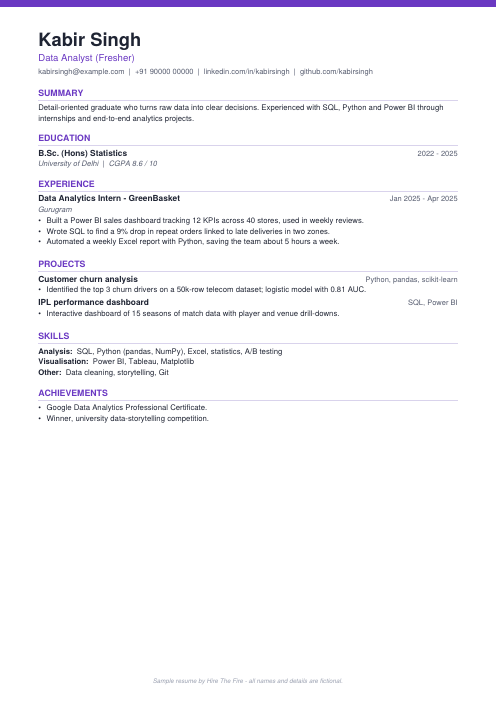 Kabir Singh
Data Analyst (Fresher)
kabirsingh@example.com | +91 90000 00000 | linkedin.com/in/kabirsingh | github.com/kabirsingh
SUMMARY
Detail-oriented graduate who turns raw data into clear decisions. Experienced with SQL, Python and Power BI through
internships and end-to-end analytics projects.
EDUCATION
B.Sc. (Hons) Statistics 2022 - 2025
University of Delhi | CGPA 8.6 / 10
EXPERIENCE
Data Analytics Intern - GreenBasket Jan 2025 - Apr 2025
Gurugram
• Built a Power BI sales dashboard tracking 12 KPIs across 40 stores, used in weekly reviews.
• Wrote SQL to find a 9% drop in repeat orders linked to late deliveries in two zones.
• Automated a weekly Excel report with Python, saving the team about 5 hours a week.
PROJECTS
Customer churn analysis Python, pandas, scikit-learn
• Identified the top 3 churn drivers on a 50k-row telecom dataset; logistic model with 0.81 AUC.
IPL performance dashboard SQL, Power BI
• Interactive dashboard of 15 seasons of match data with player and venue drill-downs.
SKILLS
Analysis: SQL, Python (pandas, NumPy), Excel, statistics, A/B testing
Visualisation: Power BI, Tableau, Matplotlib
Other: Data cleaning, storytelling, Git
ACHIEVEMENTS
• Google Data Analytics Professional Certificate.
• Winner, university data-storytelling competition.
Sample resume by Hire The Fire - all names and details are fictional.